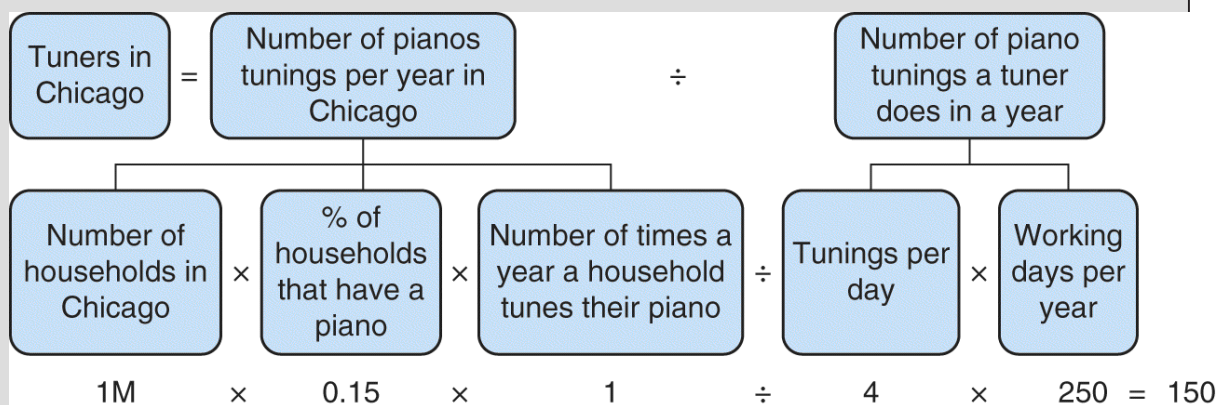 Tuners in
Chicago
=
Number of pianos
tunings per year in
Chicago
÷
Number of piano
tunings a tuner
does in a year
Number of
households in
Chicago
×
% of
households
that have a
piano
×
Number of times a
year a household
tunes their piano
÷
Tunings per
day
×
Working
days per
year
1M × 0.15 × 1 ÷ 4 × 250 = 150